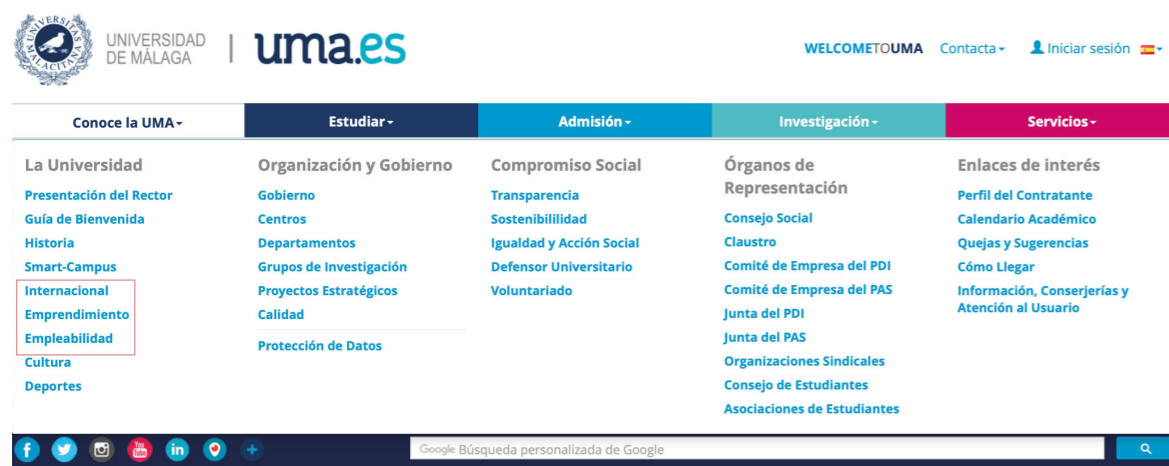 UNIVERSITAS MALACITANA
UNIVERSIDAD
DE MÁLAGA
|
uma.es
WELCOMETOUMA
Contacta
Iniciar sesión
Conoce la UMA
Estudiar
Admisión
Investigación
Servicios
La Universidad
Presentación del Rector
Guía de Bienvenida
Historia
Smart-Campus
Internacional
Emprendimiento
Empleabilidad
Cultura
Deportes
Organización y Gobierno
Gobierno
Centros
Departamentos
Grupos de Investigación
Proyectos Estratégicos
Calidad
Protección de Datos
Compromiso Social
Transparencia
Sostenibililidad
Igualdad y Acción Social
Defensor Universitario
Voluntariado
Órganos de
Representación
Consejo Social
Claustro
Comité de Empresa del PDI
Comité de Empresa del PAS
Junta del PDI
Junta del PAS
Organizaciones Sindicales
Consejo de Estudiantes
Asociaciones de Estudiantes
Enlaces de interés
Perfil del Contratante
Calendario Académico
Quejas y Sugerencias
Cómo Llegar
Información, Conserjerías y
Atención al Usuario
f
You
Tube
in
+
Google Búsqueda personalizada de Google